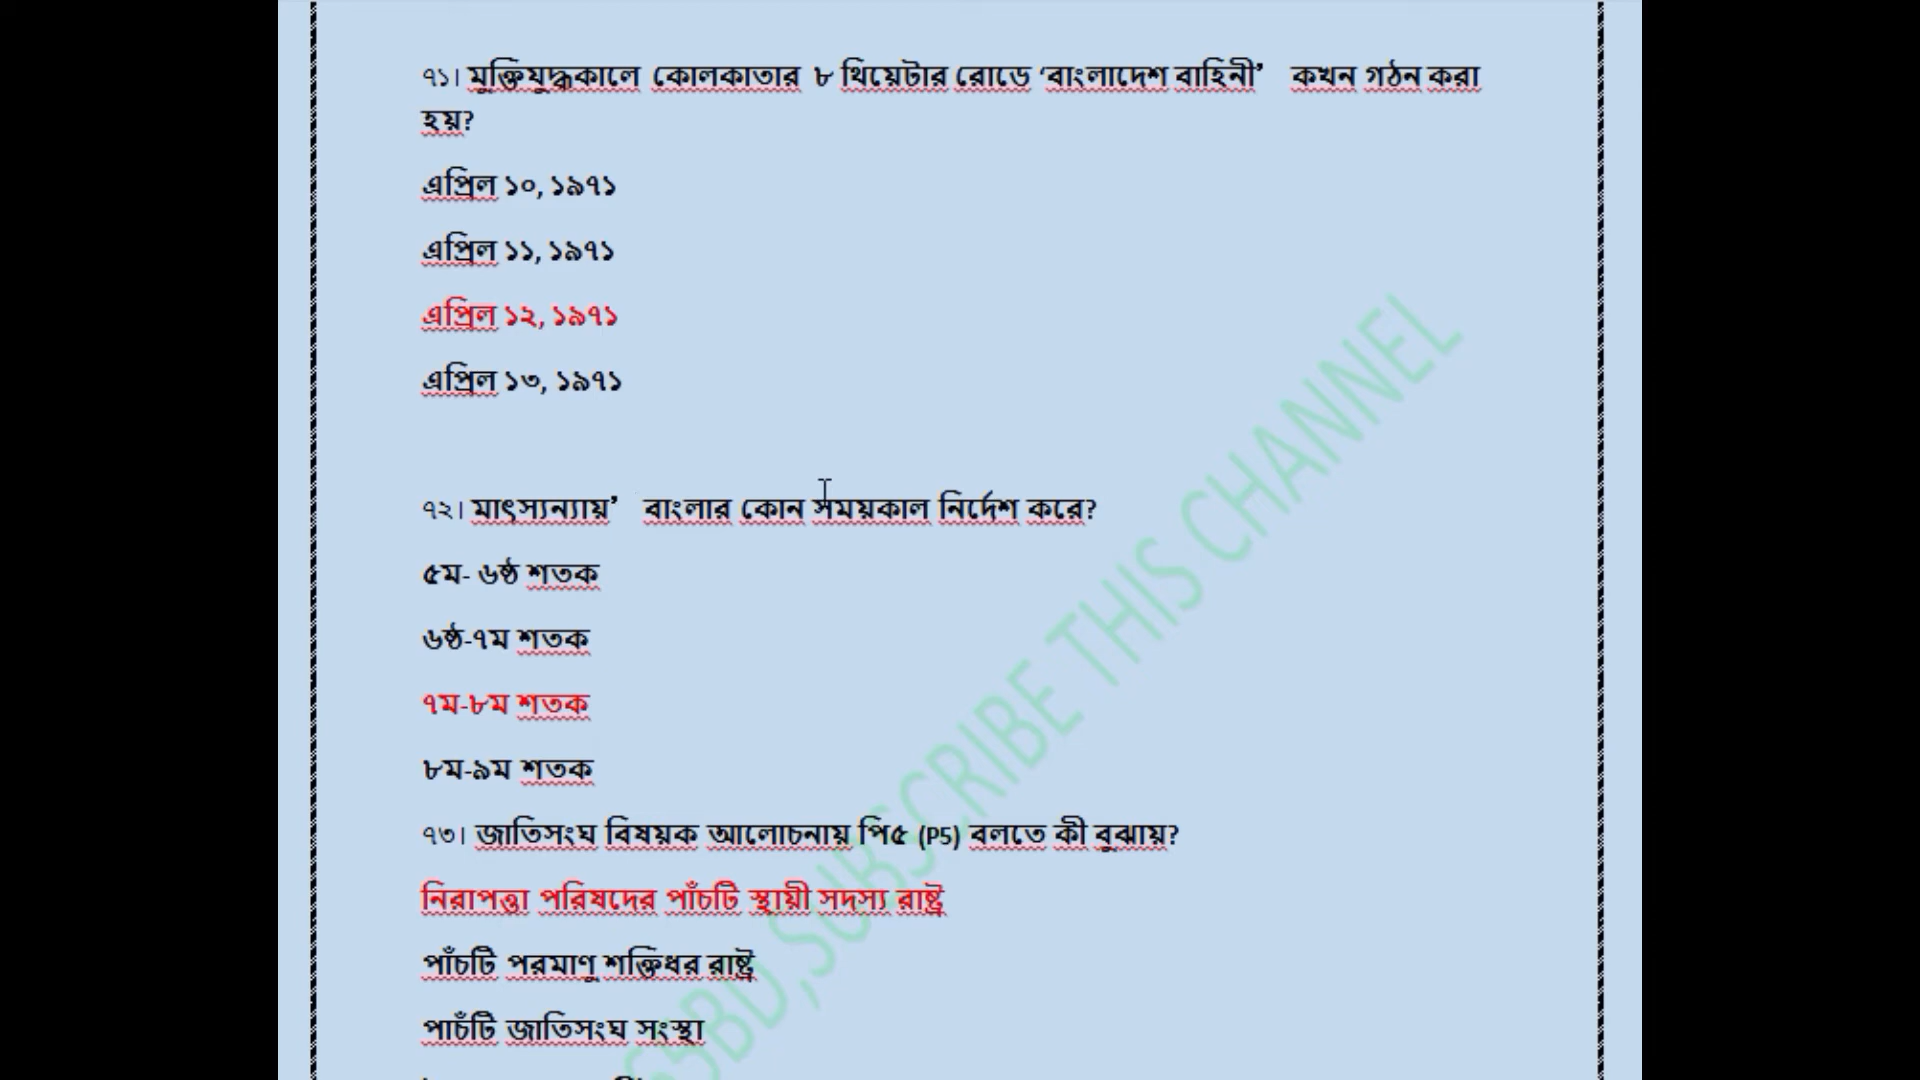 ৭১। মুক্তিযুদ্ধকালে কোলকাতার ৮ থিয়েটার রোডে ‘বাংলাদেশ বাহিনী’ কখন গঠন করা
হয়?
এপ্রিল ১০, ১৯৭১
এপ্রিল ১১, ১৯৭১
এপ্রিল ১২, ১৯৭১
এপ্রিল ১৩, ১৯৭১
৭২। মাৎস্যন্যায়’ বাংলার কোন সময়কাল নির্দেশ করে?
৫ম- ৬ষ্ঠ শতক
৬ষ্ঠ-৭ম শতক
৭ম-৮ম শতক
৮ম-৯ম শতক
৭৩। জাতিসংঘ বিষয়ক আলোচনায় পি৫ (P5) বলতে কী বুঝায়?
নিরাপত্তা পরিষদের পাঁচটি স্থায়ী সদস্য রাষ্ট্র
পাঁচটি পরমাণু শক্তিধর রাষ্ট্র
পাচঁটি জাতিসংঘ সংস্থা
SUBSCRIBE THIS CHANNEL